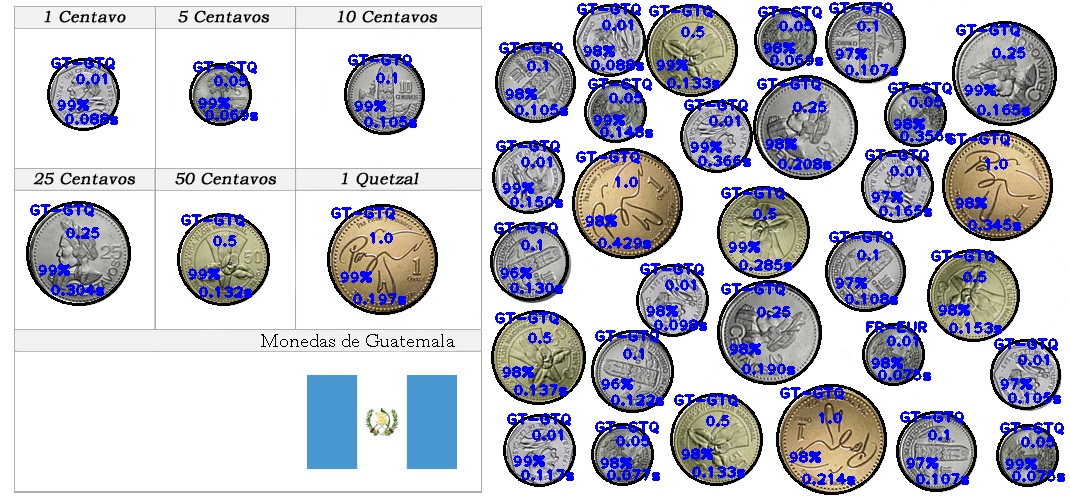 1 Centavo
5 Centavos
10 Centavos
GT-GTQ
0.01
99%
0.088s
GT-GTQ
0.05
99%
0.069s
GT-GTQ
0.1
99%
0.105s
25 Centavos
50 Centavos
1 Quetzal
GT-GTQ
0.25
99%
0.304s
GT-GTQ
0.5
99%
0.132s
GT-GTQ
1.0
99%
0.197s
Monedas de Guatemala
GT-GTQ
0.01
98%
0.088s
GT-GTQ
0.5
99%
0.133s
GT-GTQ
0.05
98%
0.069s
GT-GTQ
0.1
97%
0.107s
GT-GTQ
0.25
99%
0.165s
GT-GTQ
0.1
98%
0.105s
GT-GTQ
0.05
99%
0.148s
GT-GTQ
0.01
99%
0.366s
GT-GTQ
0.25
98%
0.208s
GT-GTQ
0.05
98%
0.356s
GT-GTQ
0.01
99%
0.150s
GT-GTQ
1.0
98%
0.429s
GT-GTQ
0.01
97%
0.165s
GT-GTQ
1.0
98%
0.345s
GT-GTQ
0.5
99%
0.285s
GT-GTQ
0.1
96%
0.130s
GT-GTQ
0.01
98%
0.098s
GT-GTQ
0.1
97%
0.108s
GT-GTQ
0.5
98%
0.153s
GT-GTQ
0.25
98%
0.190s
GT-GTQ
0.5
98%
0.137s
GT-GTQ
0.1
96%
0.122s
FR-EUR
0.01
98%
0.075s
GT-GTQ
0.01
97%
0.105s
GT-GTQ
0.01
99%
0.117s
GT-GTQ
0.05
98%
0.077s
GT-GTQ
0.5
98%
0.133s
GT-GTQ
1.0
98%
0.214s
GT-GTQ
0.1
97%
0.107s
GT-GTQ
0.05
99%
0.075s